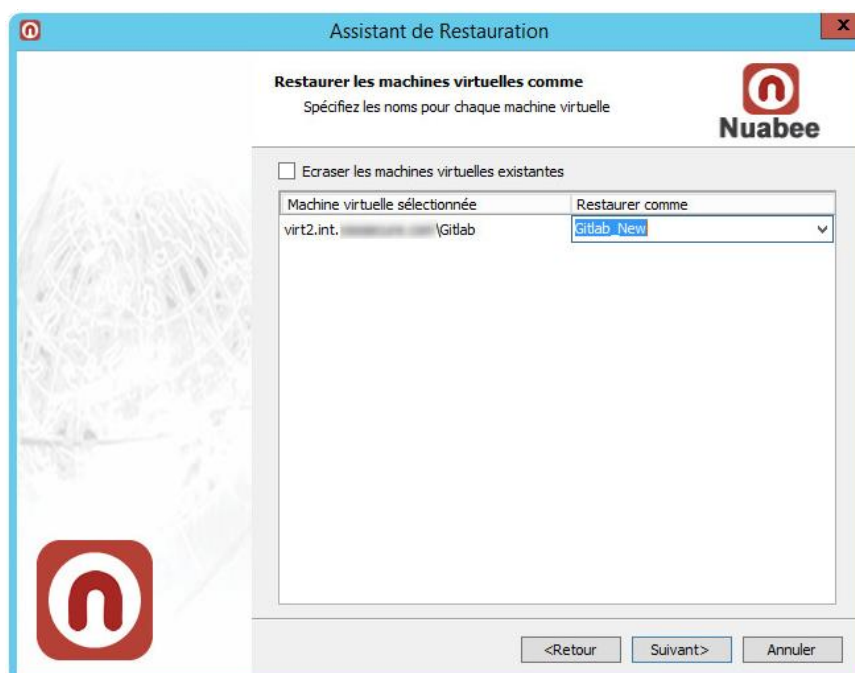 Assistant de Restauration
x
Restaurer les machines virtuelles comme
Spécifiez les noms pour chaque machine virtuelle
Nuabee
Ecraser les machines virtuelles existantes
Machine virtuelle sélectionnée Restaurer comme
virt2.int. \Gitlab Gitlab_New
<Retour Suivant> Annuler